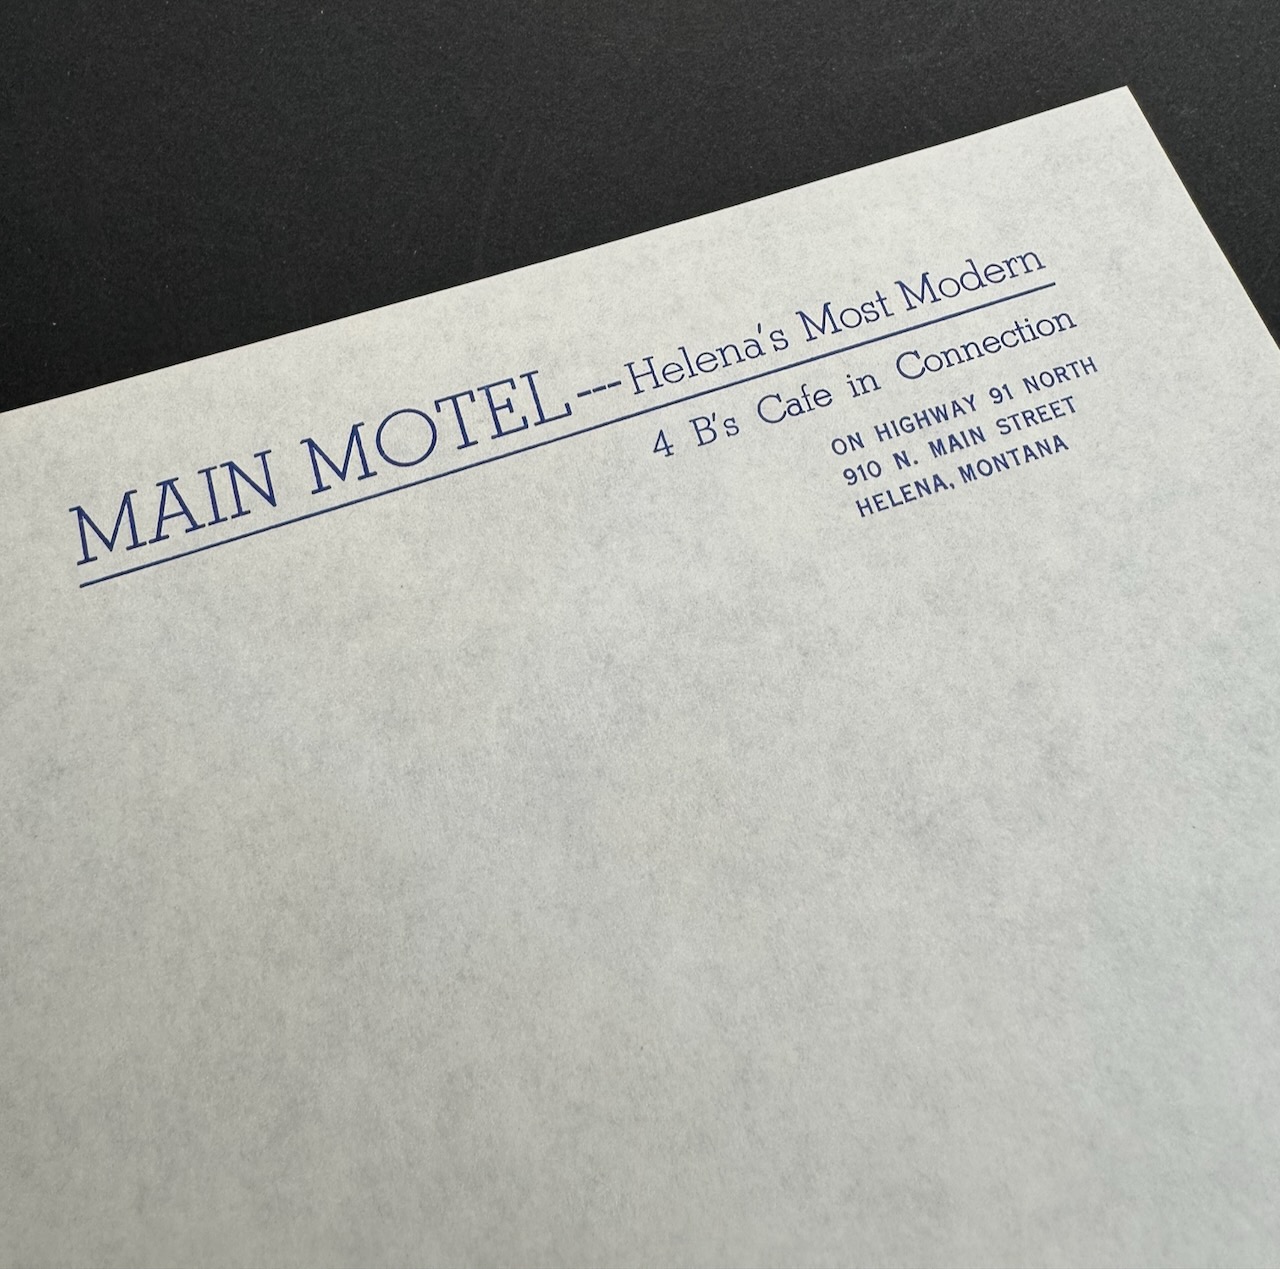 MAIN MOTEL---Helena's Most Modern
4 B's Cafe in Connection
ON HIGHWAY 91 NORTH
910 N. MAIN STREET
HELENA, MONTANA